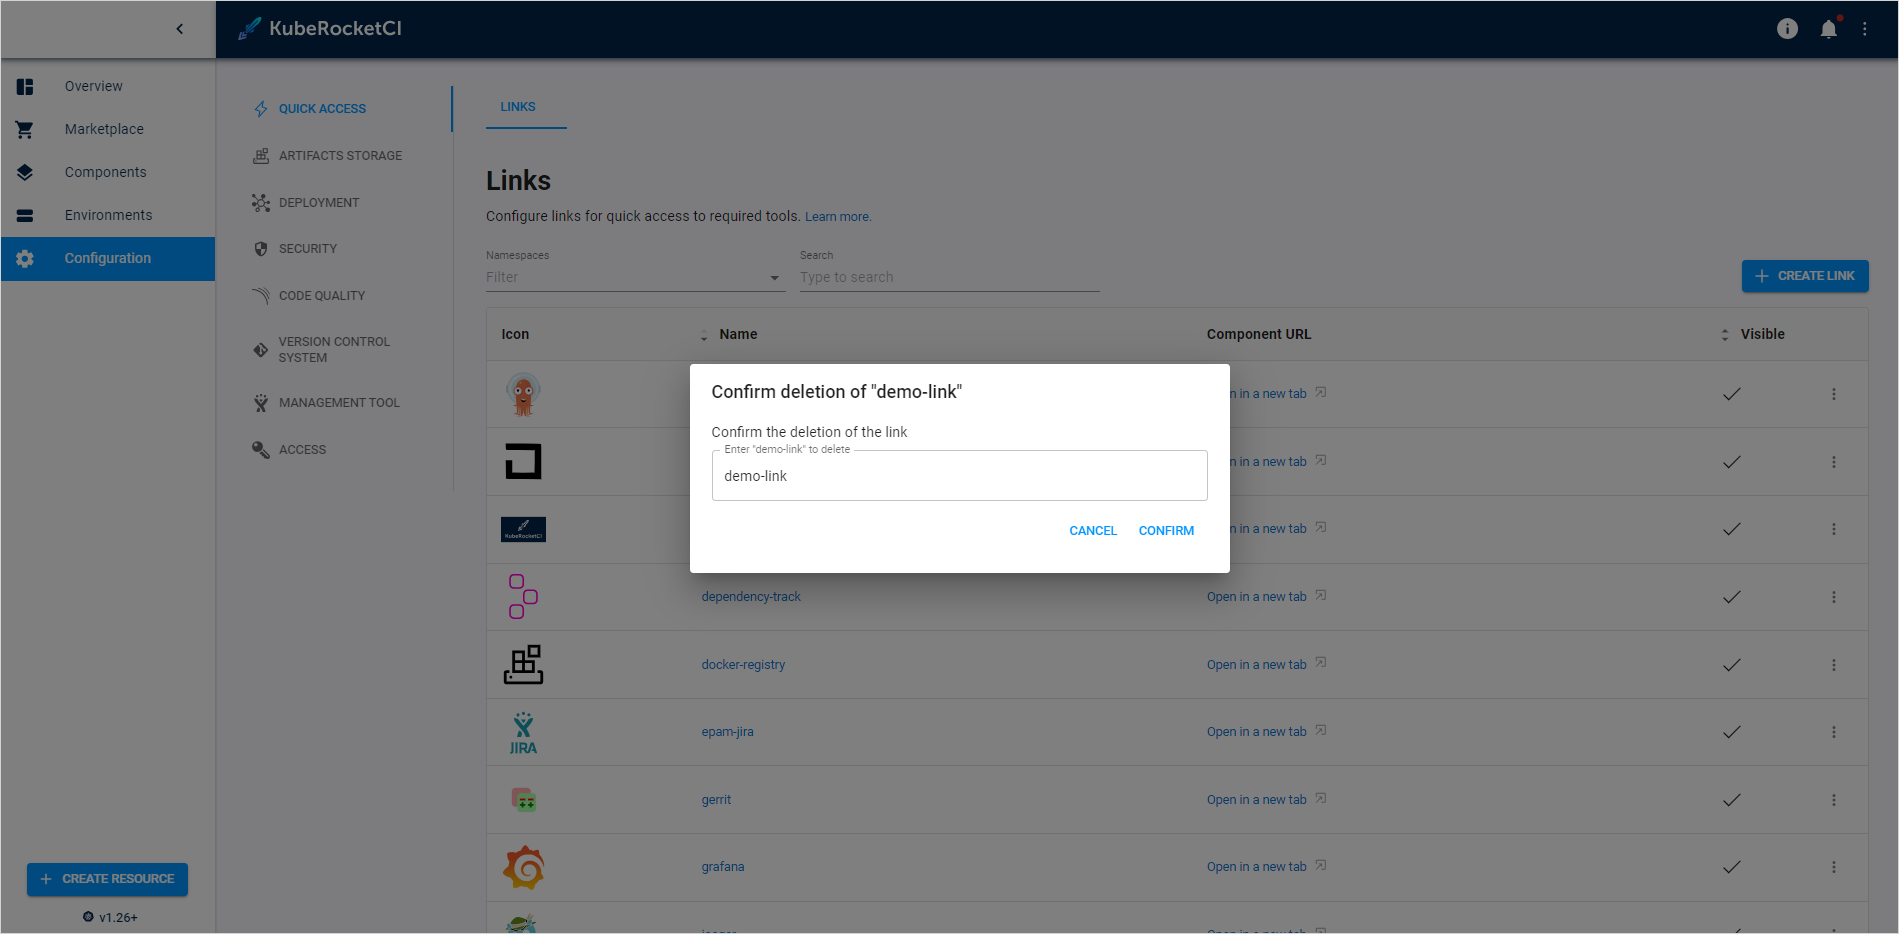 KubeRocketCI
Overview
Marketplace
Components
Environments
Configuration
CREATE RESOURCE
v1.26+
QUICK ACCESS
ARTIFACTS STORAGE
DEPLOYMENT
SECURITY
CODE QUALITY
VERSION CONTROL
SYSTEM
MANAGEMENT TOOL
ACCESS
LINKS
Links
Configure links for quick access to required tools. Learn more.
Namespaces
Filter
Search
Type to search
CREATE LINK
Icon Name Component URL Visible
n in a new tab
n in a new tab
KubeRocketCI n in a new tab
Confirm deletion of "demo-link"
Confirm the deletion of the link
Enter "demo-link" to delete
demo-link
CANCEL CONFIRM
dependency-track Open in a new tab
docker-registry Open in a new tab
JIRA epam-jira Open in a new tab
gerrit Open in a new tab
grafana Open in a new tab